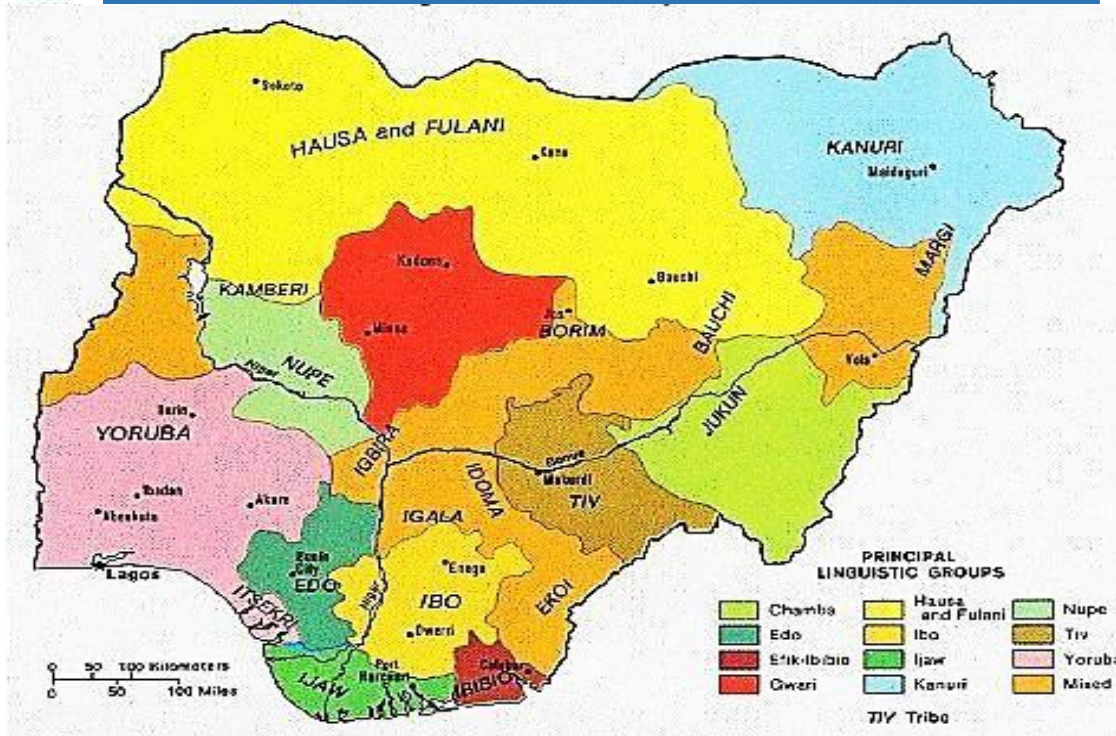 Sokoto
HAUSA and FULANI
Kano
KANURI
Maiduguri
MARGI
Kaduna
KAMBERI
Bauchi
BAUCHI
Jos
BORIM
Minna
Niger
NUPE
Yola
Ilorin
YORUBA
JUKUN
IGBIRA
Benue
Makurdi
TIV
IDOMA
Ibadan
Abeokuta
Akure
IGALA
Lagos
Benin
City
EDO
Enugu
Niger
IBO
EKOI
ITSEKRI
Owerri
Port
Harcourt
Calabar
IJAW
IBIBIO
0 50 100 Kilometers
0 50 100 Miles
PRINCIPAL
LINGUISTIC GROUPS
Chamba
Edo
Efik-Ibibio
Gwari
Hausa
and Fulani
Ibo
Ijaw
Kanuri
Nupe
Tiv
Yoruba
Mixed
TIV Tribe